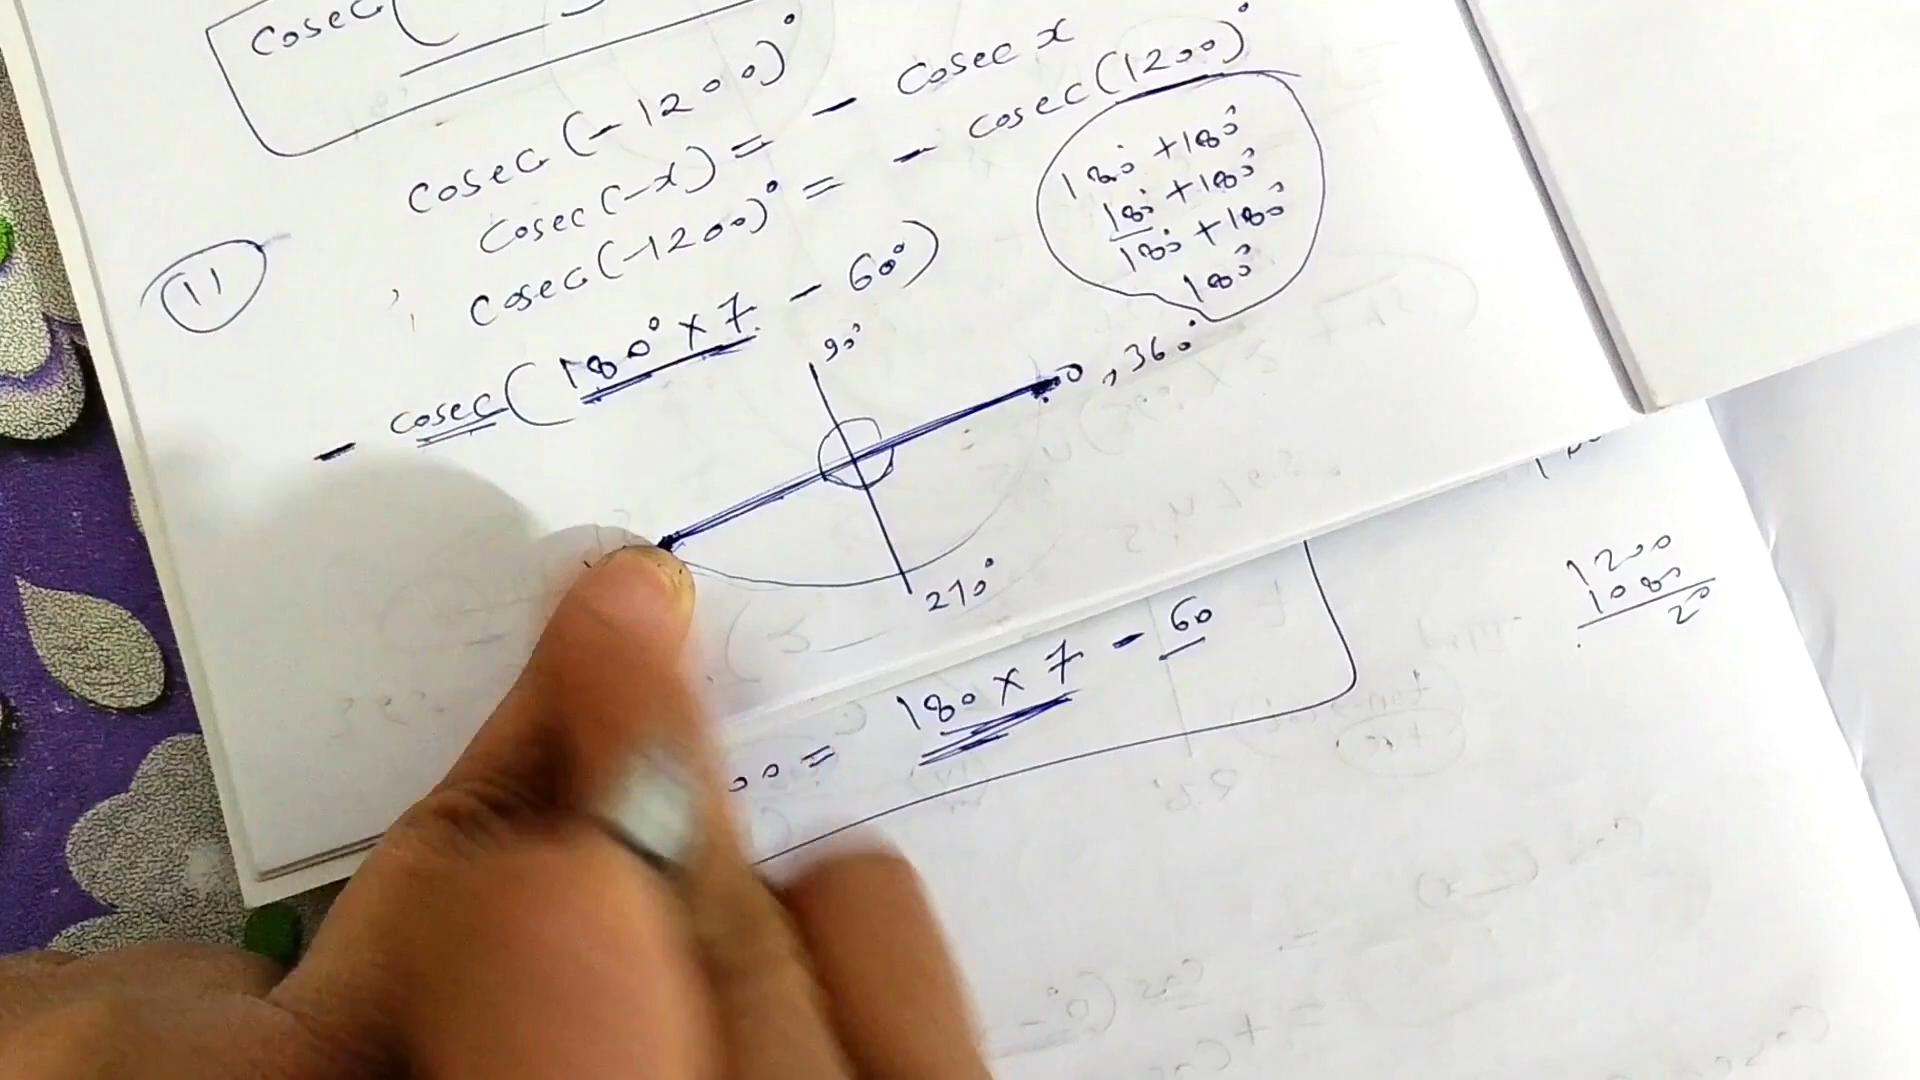 cosec(
cosec(-1200)°
cosec(-x) = - cosec x
11
cosec(-1200)° = - cosec(1200)°
180° + 180°
180° + 180°
180° + 180°
180°
- cosec(180° x 7 - 60°)
90°
0, 360°
270°
1200
1080
20
00 = 180 x 7 - 60